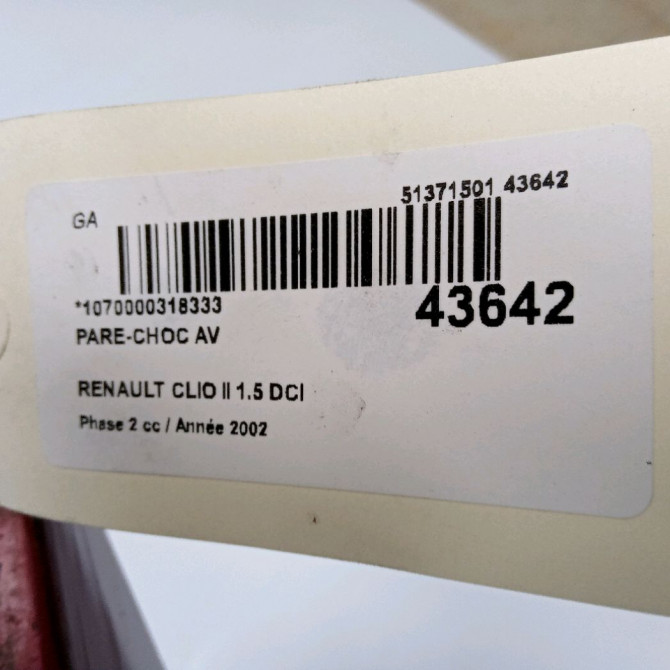 GA
51371501 43642
*1070000318333
43642
PARE-CHOC AV
RENAULT CLIO II 1.5 DCI
Phase 2 cc / Année 2002